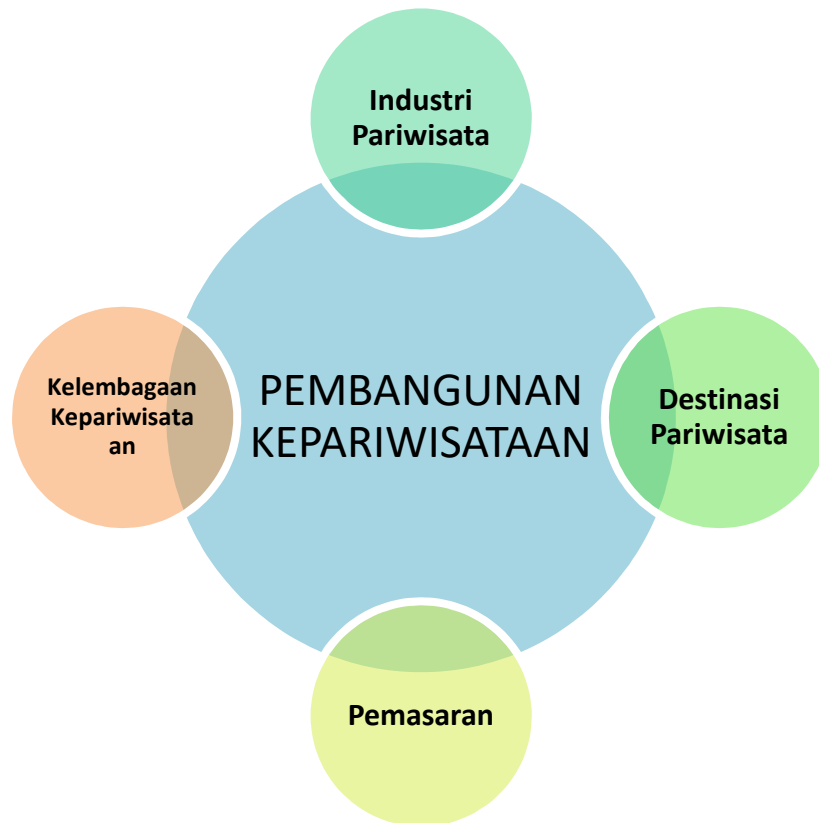 Industri
Pariwisata
Kelembagaan
Kepariwisata
an
PEMBANGUNAN
KEPARIWISATAAN
Destinasi
Pariwisata
Pemasaran